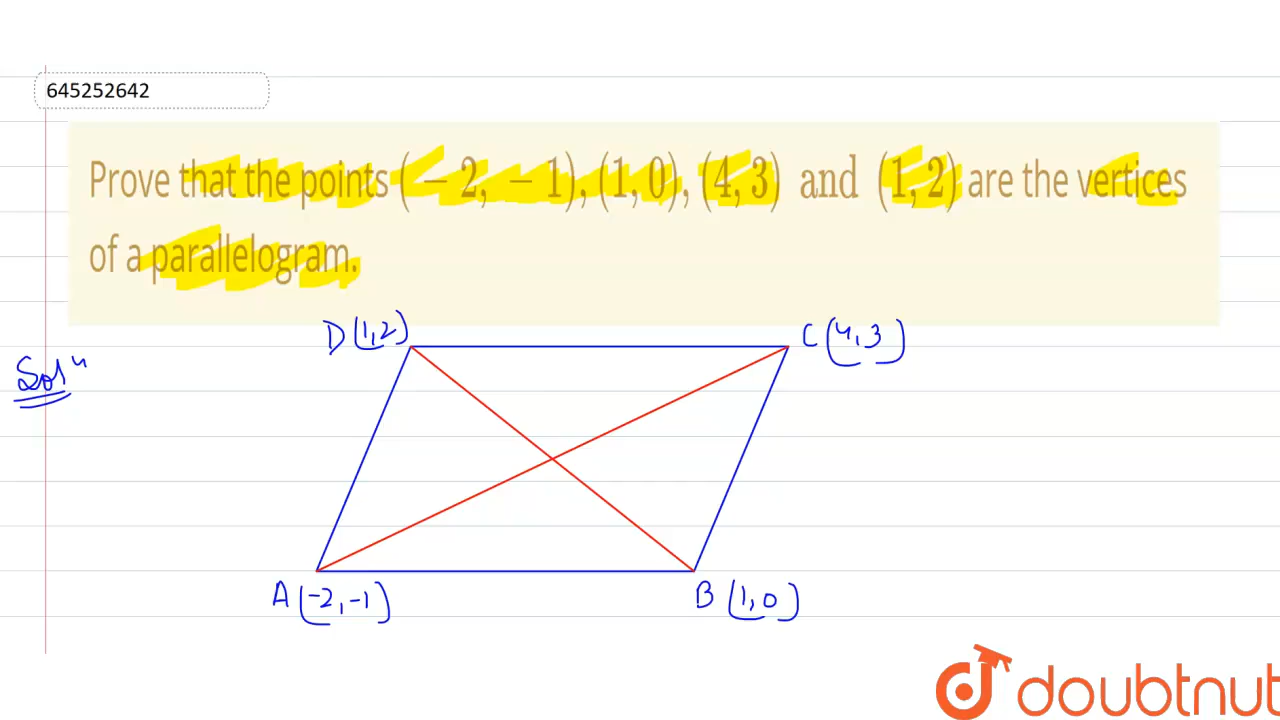 645252642
Prove that the points (−2, −1), (1, 0), (4, 3) and (1, 2) are the vertices
of a parallelogram.
D (1,2)
C (4,3)
Solⁿ
A (-2,-1)
B (1,0)
doubtnut